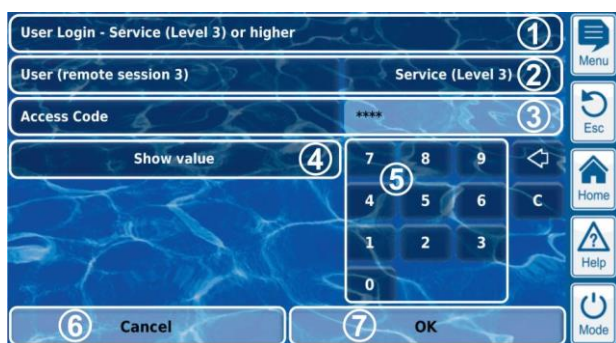 User Login - Service (Level 3) or higher ①
User (remote session 3) Service (Level 3) ②
Access Code **** ③
Show value ④
7 8 9
⑤
4 5 6 C
1 2 3
0
⑥ Cancel
⑦ OK
Menu
Esc
Home
?
Help
Mode